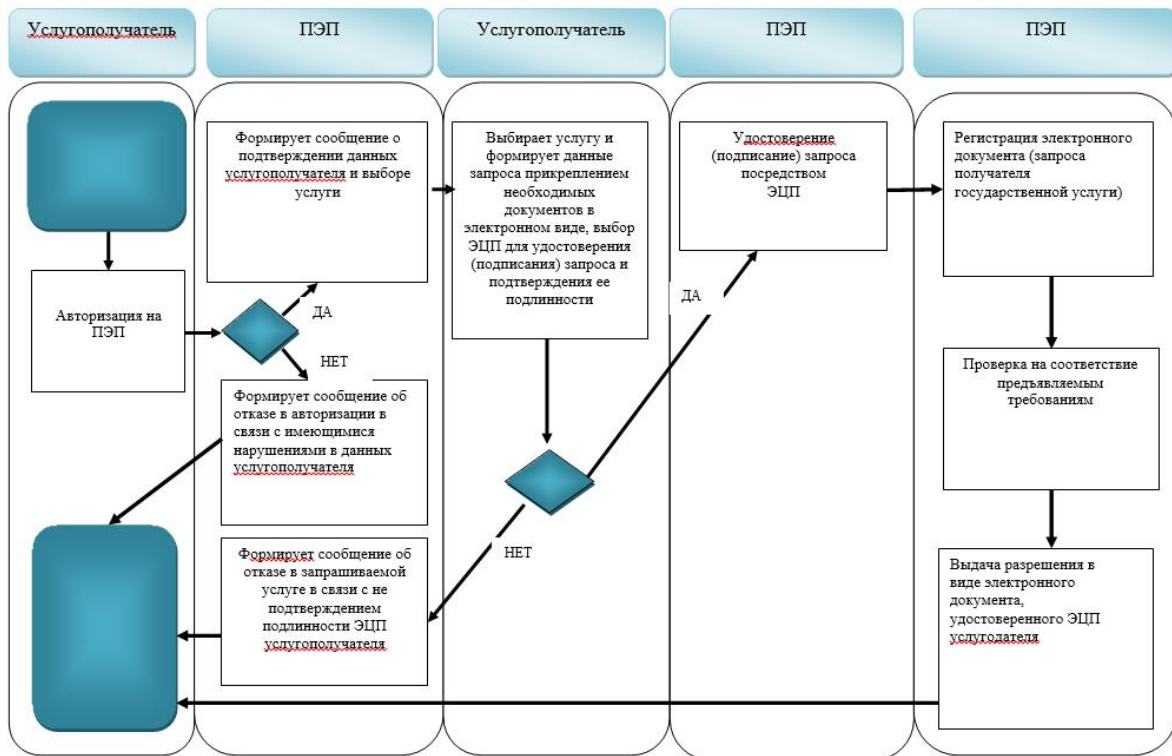 Услугополучатель
ПЭП
Услугополучатель
ПЭП
ПЭП
Авторизация на
ПЭП
Формирует сообщение о
подтверждении данных
услугополучателя и выборе
услуги
ДА
НЕТ
Формирует сообщение об
отказе в авторизации в
связи с имеющимися
нарушениями в данных
услугополучателя
Формирует сообщение об
отказе в запрашиваемой
услуге в связи с не
подтверждением
подлинности ЭЦП
услугополучателя
Выбирает услугу и
формирует данные
запроса прикреплением
необходимых
документов в
электронном виде, выбор
ЭЦП для удостоверения
(подписания) запроса и
подтверждения ее
подлинности
ДА
НЕТ
Удостоверение
(подписание) запроса
посредством
ЭЦП
Регистрация электронного
документа (запроса
получателя
государственной услуги)
Проверка на соответствие
предъявляемым
требованиям
Выдача разрешения в
виде электронного
документа,
удостоверенного ЭЦП
услугодателя